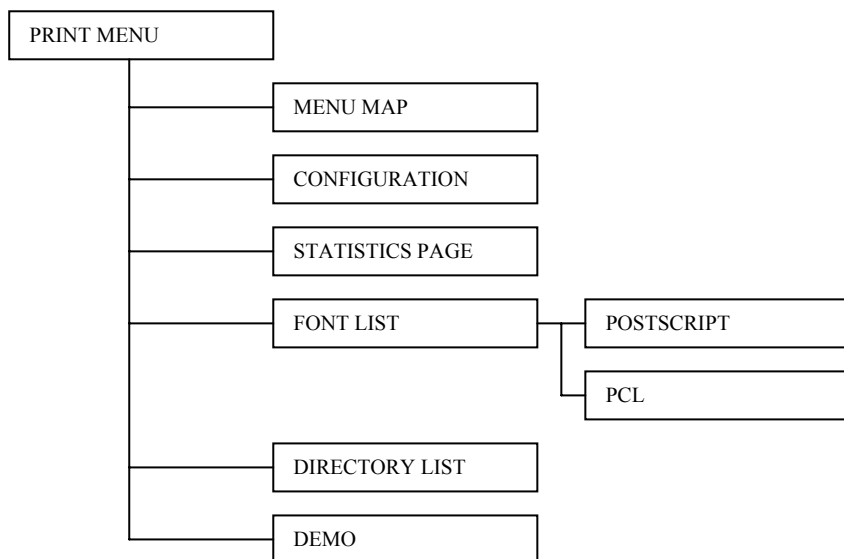 PRINT MENU
MENU MAP
CONFIGURATION
STATISTICS PAGE
FONT LIST
POSTSCRIPT
PCL
DIRECTORY LIST
DEMO